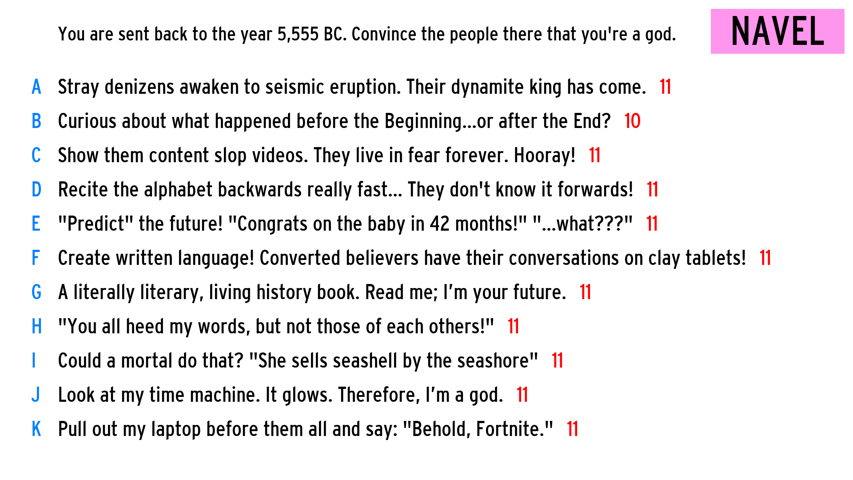 You are sent back to the year 5,555 BC. Convince the people there that you're a god.
NAVEL
A Stray denizens awaken to seismic eruption. Their dynamite king has come. 11
B Curious about what happened before the Beginning...or after the End? 10
C Show them content slop videos. They live in fear forever. Hooray! 11
D Recite the alphabet backwards really fast... They don't know it forwards! 11
E "Predict" the future! "Congrats on the baby in 42 months!" "...what???" 11
F Create written language! Converted believers have their conversations on clay tablets! 11
G A literally literary, living history book. Read me; I'm your future. 11
H "You all heed my words, but not those of each others!" 11
I Could a mortal do that? "She sells seashell by the seashore" 11
J Look at my time machine. It glows. Therefore, I'm a god. 11
K Pull out my laptop before them all and say: "Behold, Fortnite." 11